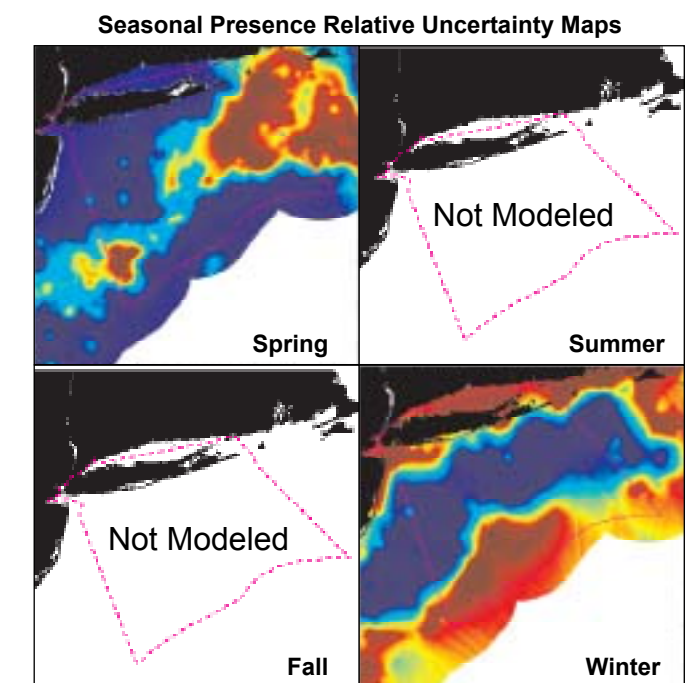 Seasonal Presence Relative Uncertainty Maps
Spring
Not Modeled
Summer
Not Modeled
Fall
Winter